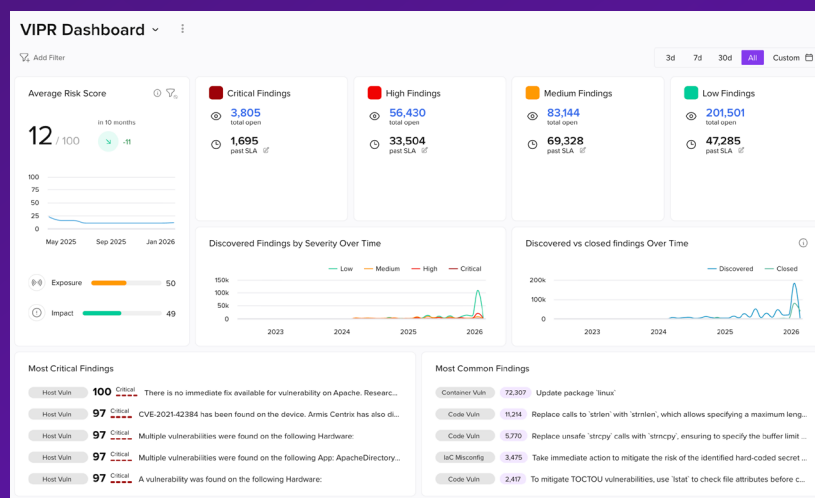 VIPR Dashboard
Add Filter
3d 7d 30d All Custom
Average Risk Score
12 / 100
in 10 months
-11
100
75
50
25
0
May 2025 Sep 2025 Jan 2026
Exposure 50
Impact 49
Critical Findings
3,805
total open
1,695
past SLA
High Findings
56,430
total open
33,504
past SLA
Medium Findings
83,144
total open
69,328
past SLA
Low Findings
201,501
total open
47,285
past SLA
Discovered Findings by Severity Over Time
Low Medium High Critical
150k
100k
50k
0
2023 2024 2025 2026
Discovered vs closed findings Over Time
Discovered Closed
200k
100k
0
2023 2024 2025 2026
Most Critical Findings
Host Vuln 100 Critical There is no immediate fix available for vulnerability on Apache. Researc...
Host Vuln 97 Critical CVE-2021-42384 has been found on the device. Armis Centrix has also di...
Host Vuln 97 Critical Multiple vulnerabilities were found on the following Hardware:
Host Vuln 97 Critical Multiple vulnerabilities were found on the following App: ApacheDirectory...
Host Vuln 97 Critical A vulnerability was found on the following Hardware:
Most Common Findings
Container Vuln 72,307 Update package `linux`
Code Vuln 11,214 Replace calls to `strlen` with `strnlen`, which allows specifying a maximum leng...
Code Vuln 5,770 Replace unsafe `strcpy` calls with `strncpy`, ensuring to specify the buffer limit ...
IaC Misconfig 3,475 Take immediate action to mitigate the risk of the identified hard-coded secret ...
Code Vuln 2,417 To mitigate TOCTOU vulnerabilities, use `lstat` to check file attributes before c...